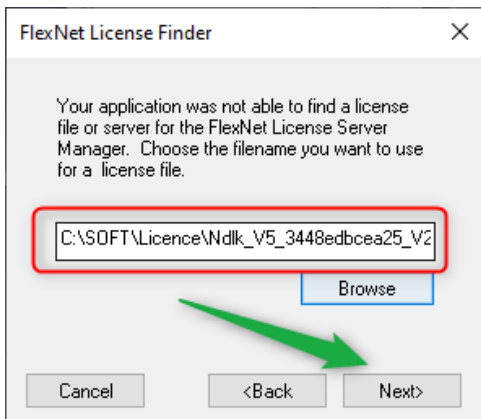 FlexNet License Finder
Your application was not able to find a license
file or server for the FlexNet License Server
Manager.  Choose the filename you want to use
for a  license file.
C:\SOFT\Licence\Ndlk_V5_3448edbcea25_V2
Browse
Cancel
<Back
Next>